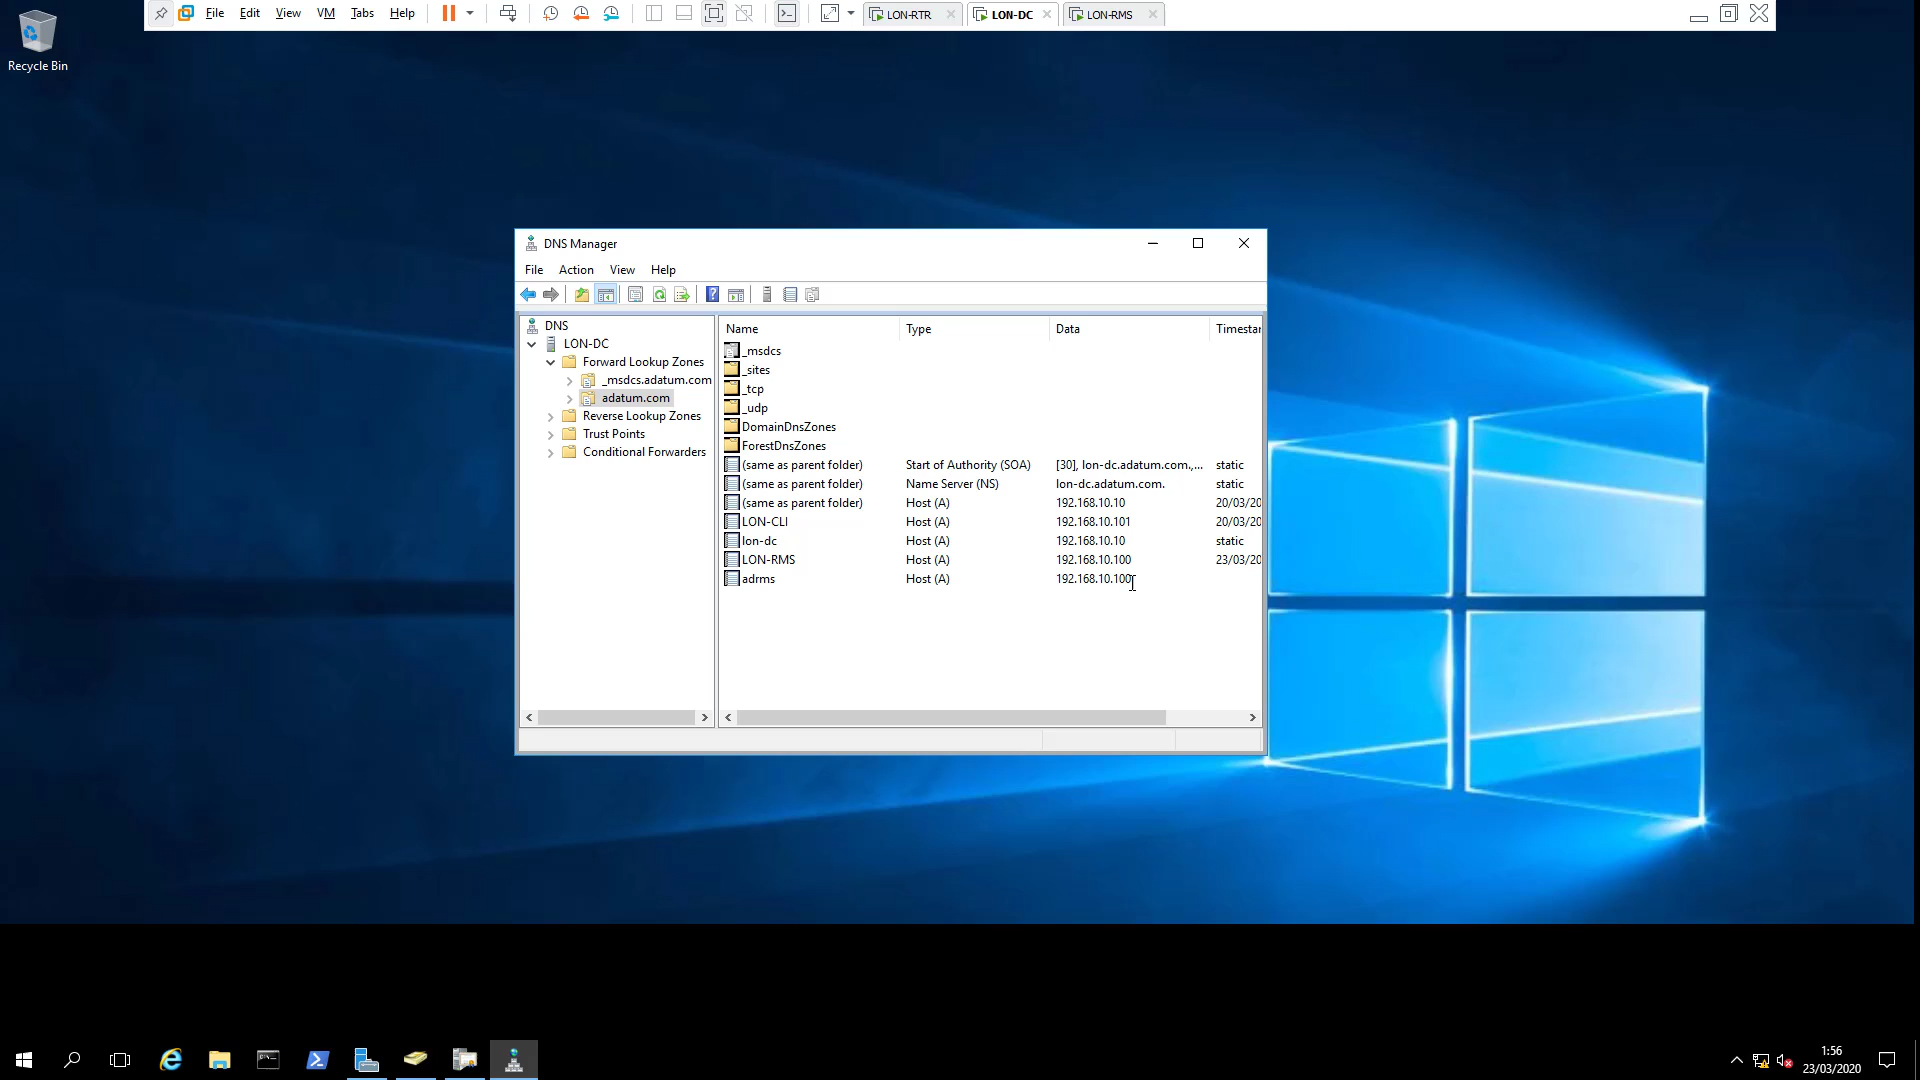 File Edit View VM Tabs Help LON-RTR LON-DC LON-RMS
Recycle Bin
DNS Manager
File Action View Help
DNS
LON-DC
Forward Lookup Zones
_msdcs.adatum.com
adatum.com
Reverse Lookup Zones
Trust Points
Conditional Forwarders
Name Type Data Timestar
_msdcs
_sites
_tcp
_udp
DomainDnsZones
ForestDnsZones
(same as parent folder) Start of Authority (SOA) [30], lon-dc.adatum.com.,... static
(same as parent folder) Name Server (NS) lon-dc.adatum.com. static
(same as parent folder) Host (A) 192.168.10.10 20/03/20
LON-CLI Host (A) 192.168.10.101 20/03/20
lon-dc Host (A) 192.168.10.10 static
LON-RMS Host (A) 192.168.10.100 23/03/20
adrms Host (A) 192.168.10.100
1:56
23/03/2020